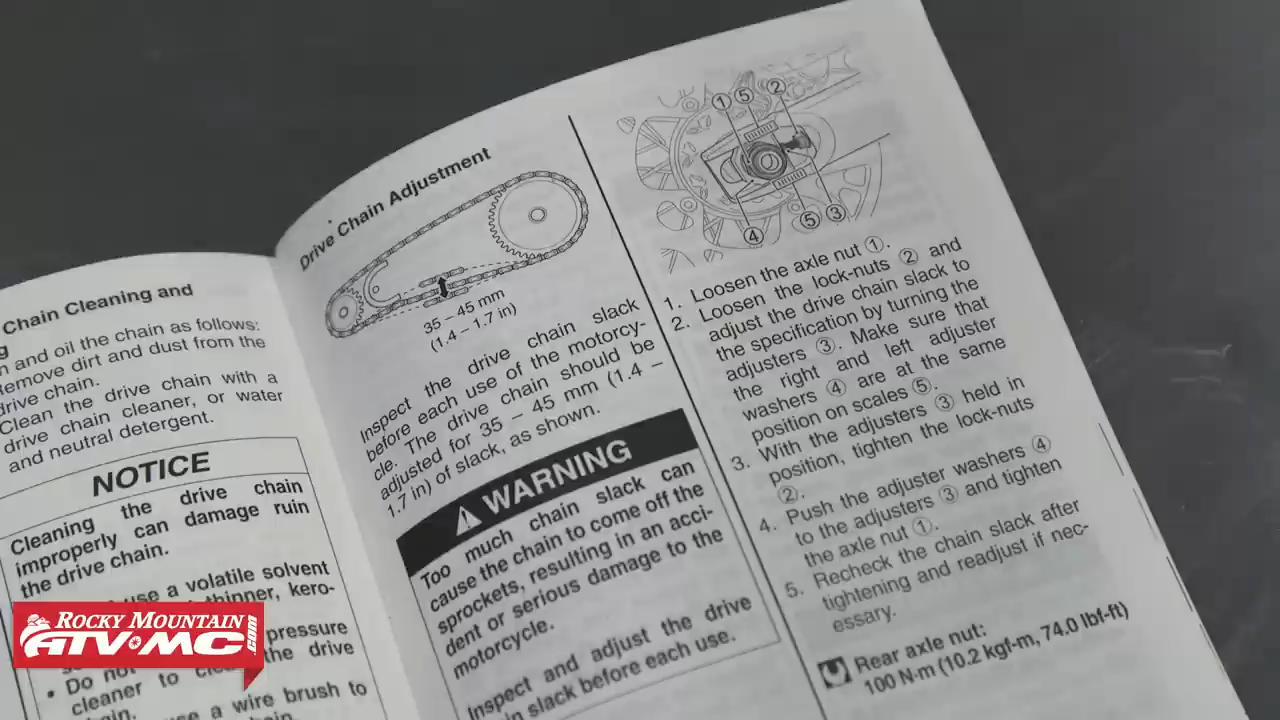 Chain Cleaning and
g
n and oil the chain as follows:
emove dirt and dust from the
drive chain.
Clean the drive chain with a
drive chain cleaner, or water
and neutral detergent.
NOTICE
Cleaning the drive chain
improperly can damage ruin
the drive chain.
use a volatile solvent
thinner, kero-
pressure
• Do not
cleaner to the drive
use a wire brush to
ROCKY MOUNTAIN
ATV•MC.com
Drive Chain Adjustment
35 – 45 mm
(1.4 – 1.7 in)
Inspect the drive chain slack
before each use of the motorcy-
cle. The drive chain should be
adjusted for 35 – 45 mm (1.4 –
1.7 in) of slack, as shown.
WARNING
Too much chain slack can
cause the chain to come off the
sprockets, resulting in an acci-
dent or serious damage to the
motorcycle.
Inspect and adjust the drive
in slack before each use.
① ⑤ ②
④ ⑤ ③
1. Loosen the axle nut ①.
2. Loosen the lock-nuts ② and
adjust the drive chain slack to
the specification by turning the
adjusters ③. Make sure that
the right and left adjuster
washers ④ are at the same
position on scales ⑤.
3. With the adjusters ③ held in
position, tighten the lock-nuts
②.
4. Push the adjuster washers ④
to the adjusters ③ and tighten
the axle nut ①.
5. Recheck the chain slack after
tightening and readjust if nec-
essary.
Rear axle nut:
100 N·m (10.2 kgf-m, 74.0 lbf-ft)